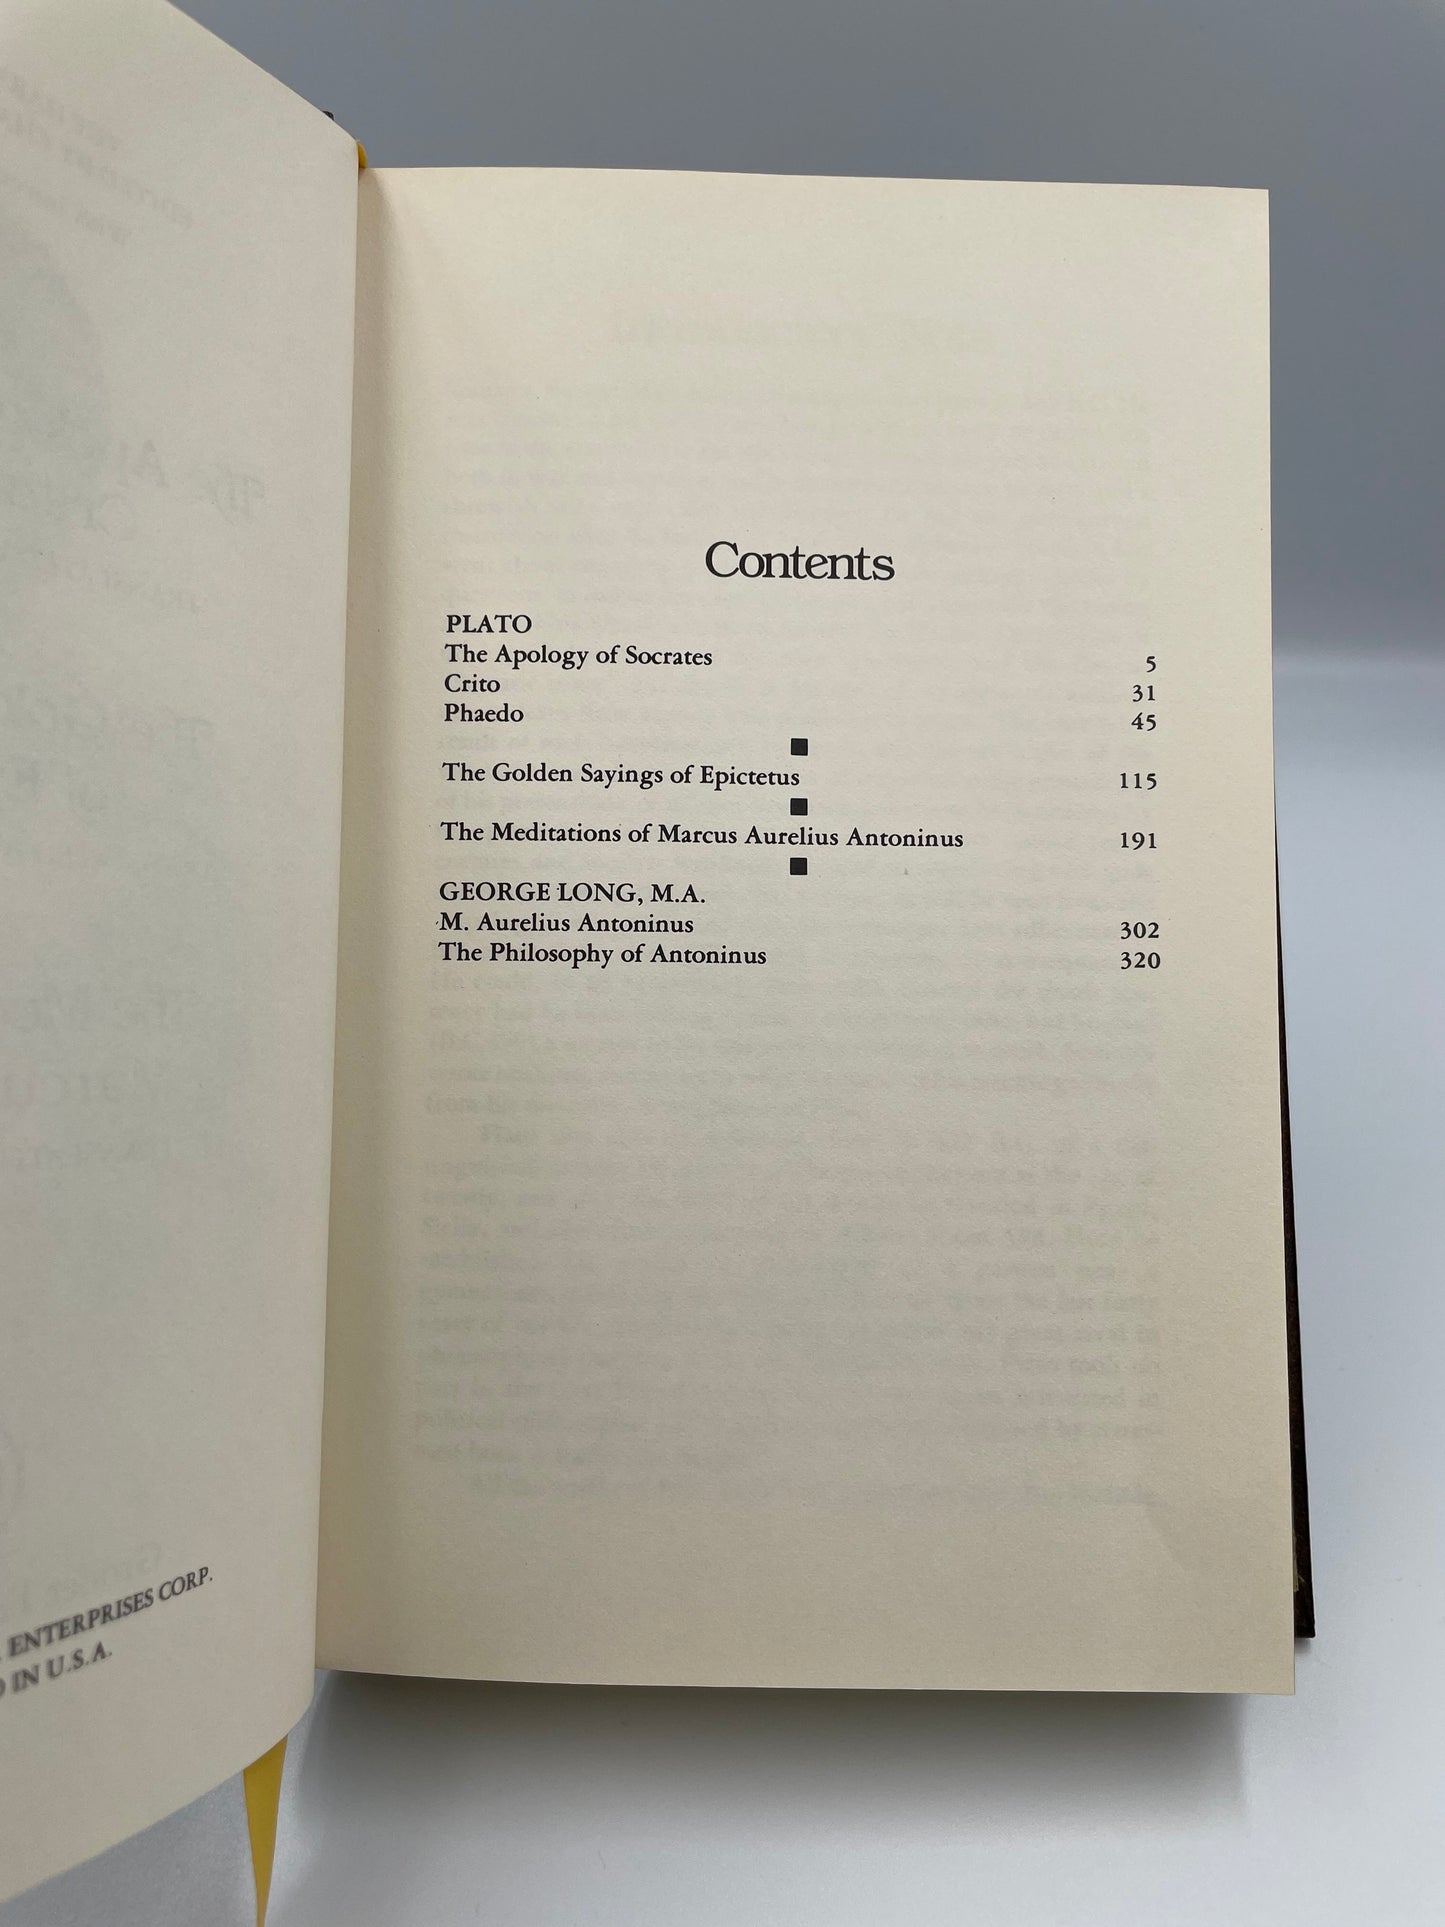 ENTERPRISES CORP.
IN U.S.A.
Contents
PLATO
The Apology of Socrates 5
Crito 31
Phaedo 45
The Golden Sayings of Epictetus 115
The Meditations of Marcus Aurelius Antoninus 191
GEORGE LONG, M.A.
M. Aurelius Antoninus 302
The Philosophy of Antoninus 320